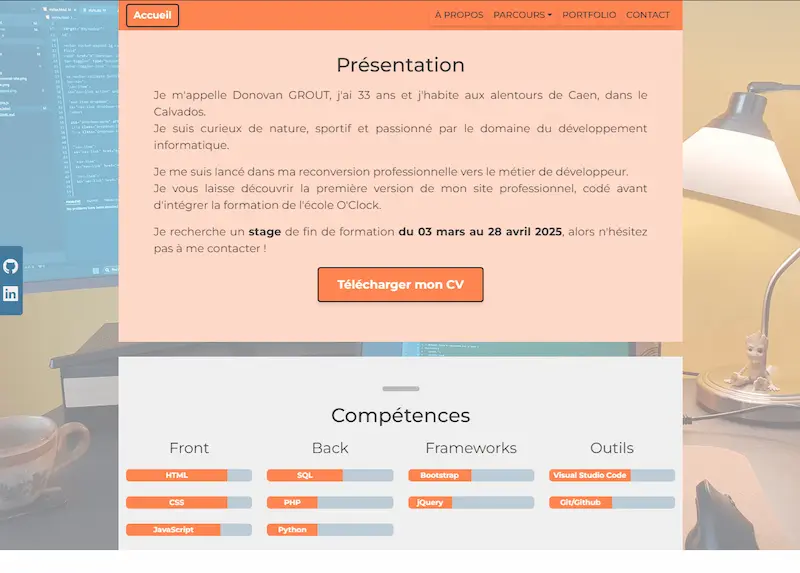 Accueil
À PROPOS PARCOURS PORTFOLIO CONTACT
Présentation
Je m'appelle Donovan GROUT, j'ai 33 ans et j'habite aux alentours de Caen, dans le
Calvados.
Je suis curieux de nature, sportif et passionné par le domaine du développement
informatique.
Je me suis lancé dans ma reconversion professionnelle vers le métier de développeur.
Je vous laisse découvrir la première version de mon site professionnel, codé avant
d'intégrer la formation de l'école O'Clock.
Je recherche un stage de fin de formation du 03 mars au 28 avril 2025, alors n'hésitez
pas à me contacter !
Télécharger mon CV
in
Compétences
Front Back Frameworks Outils
HTML SQL Bootstrap Visual Studio Code
CSS PHP jQuery Git/Github
JavaScript Python